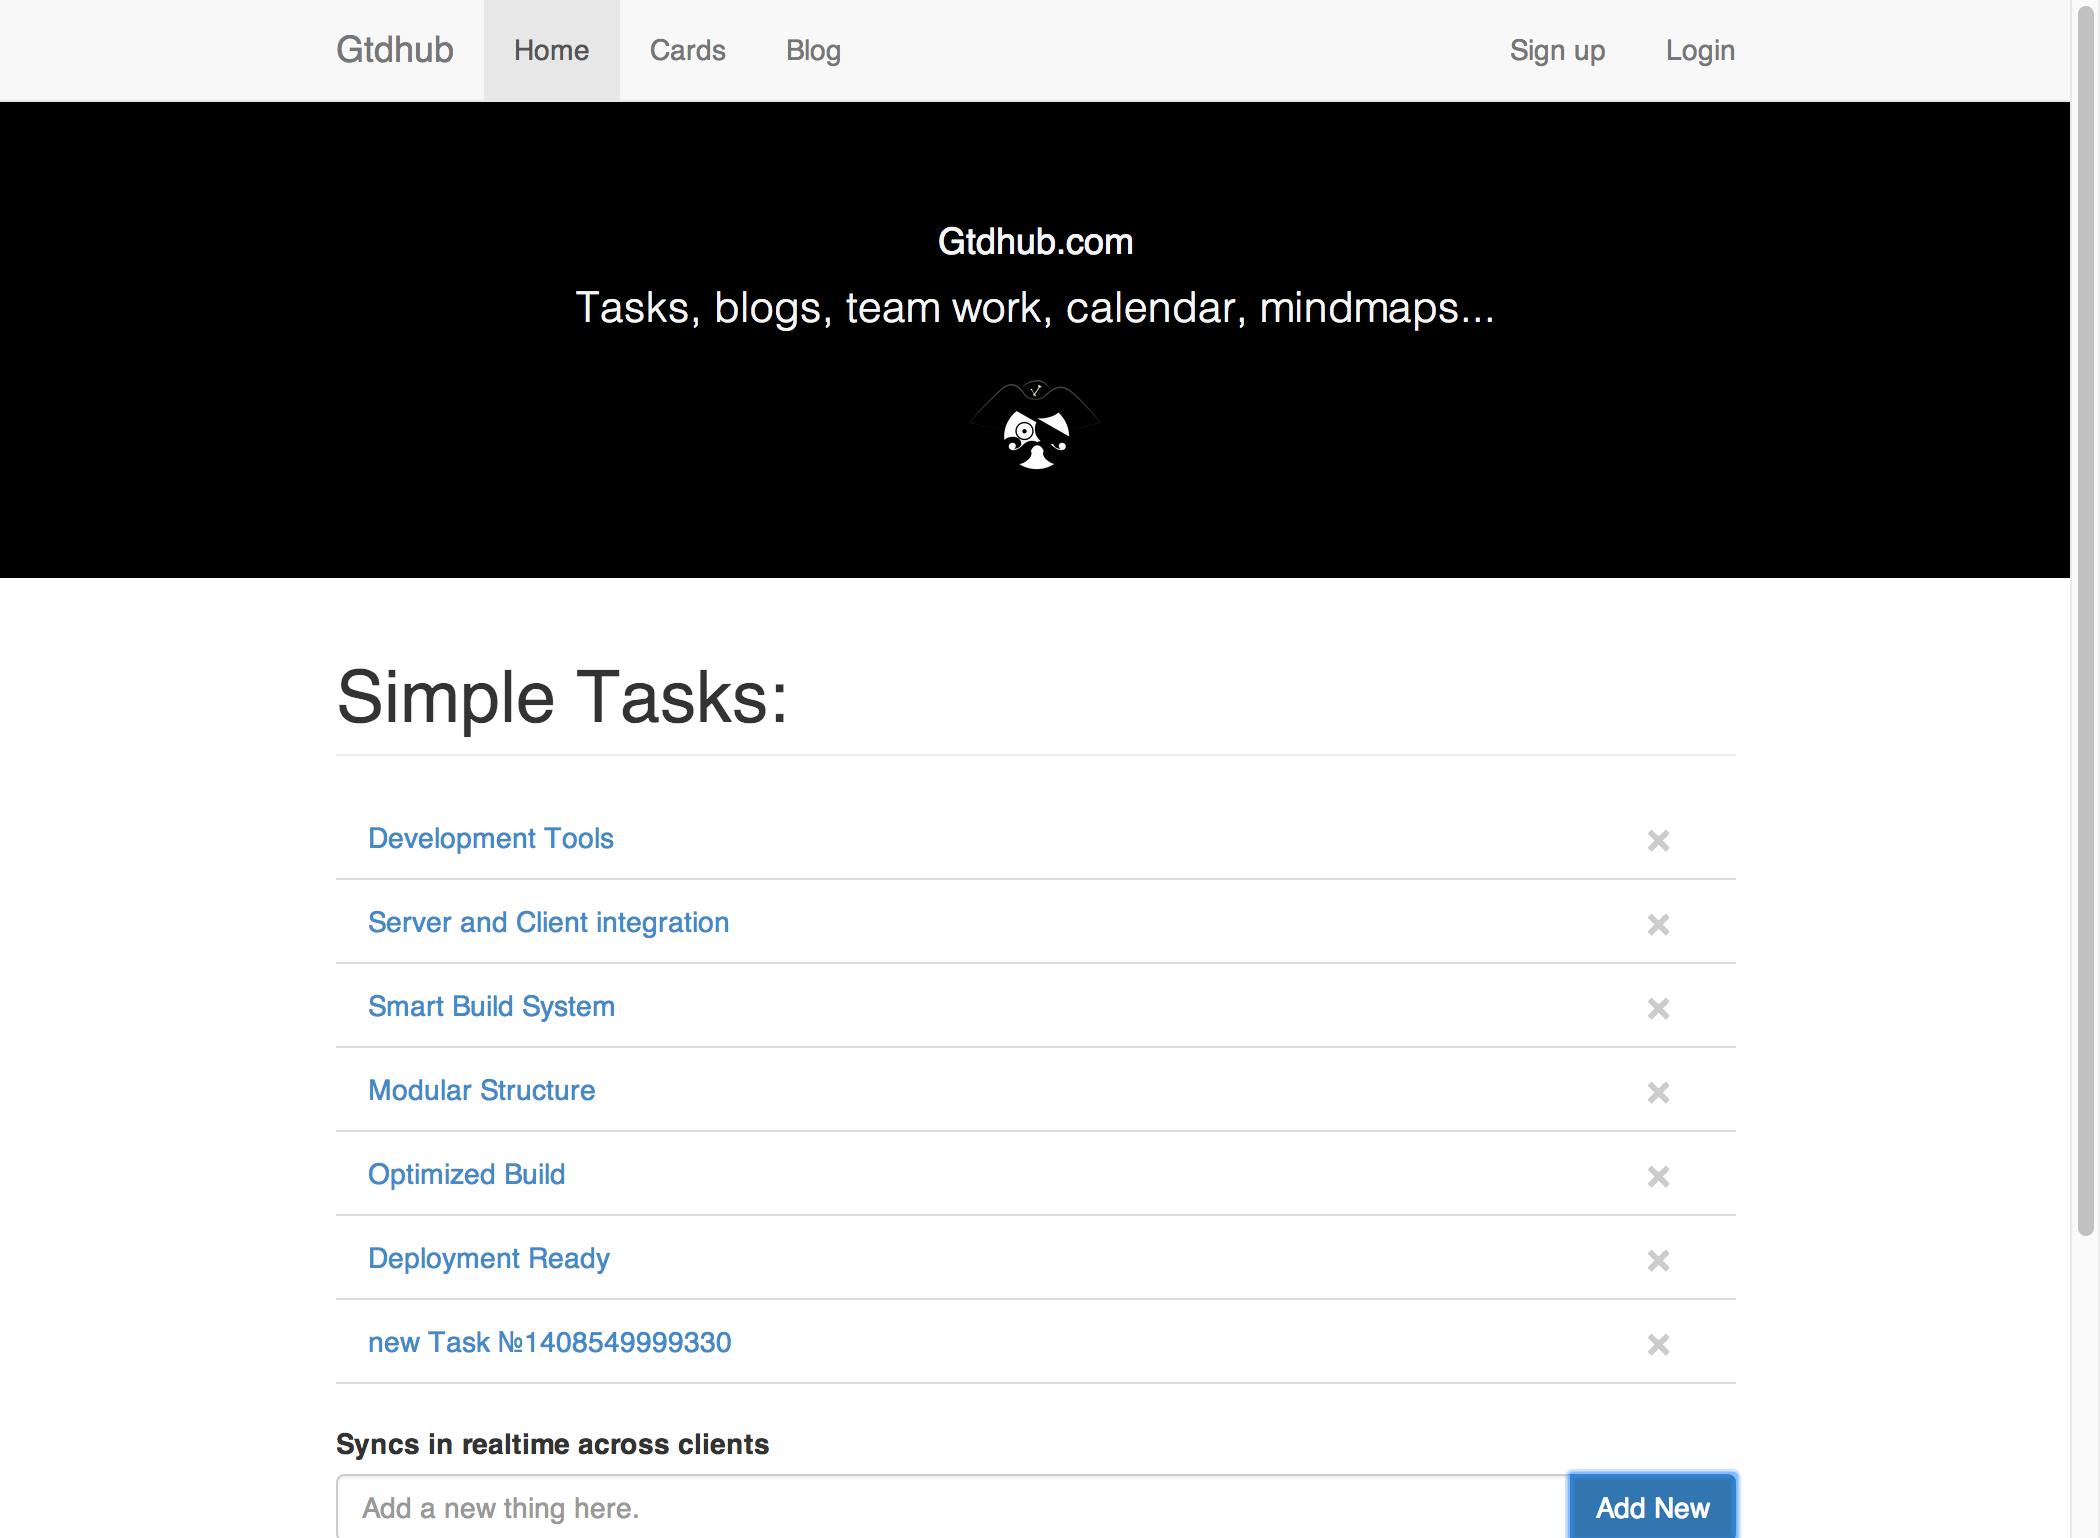 Gtdhub Home Cards Blog Sign up Login
Gtdhub.com
Tasks, blogs, team work, calendar, mindmaps...
Simple Tasks:
Development Tools
Server and Client integration
Smart Build System
Modular Structure
Optimized Build
Deployment Ready
new Task №1408549999330
Syncs in realtime across clients
Add a new thing here. Add New